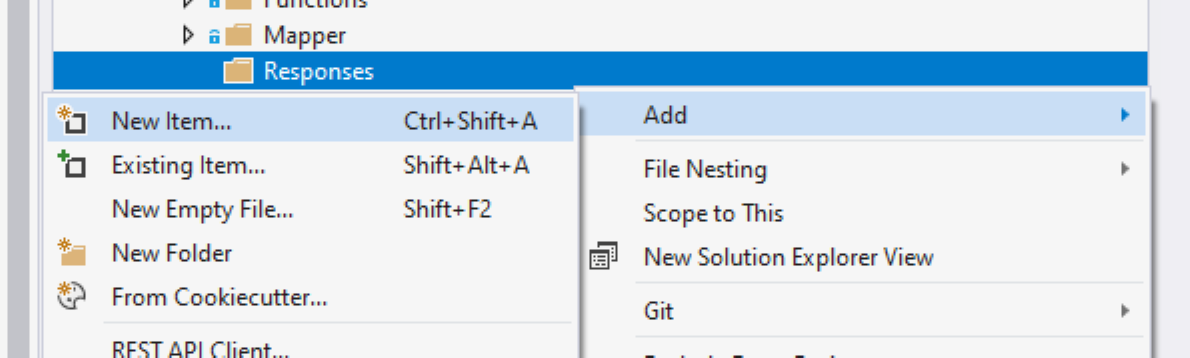 Functions
Mapper
Responses
New Item... Ctrl+Shift+A
Existing Item... Shift+Alt+A
New Empty File... Shift+F2
New Folder
From Cookiecutter...
REST API Client...
Add
File Nesting
Scope to This
New Solution Explorer View
Git